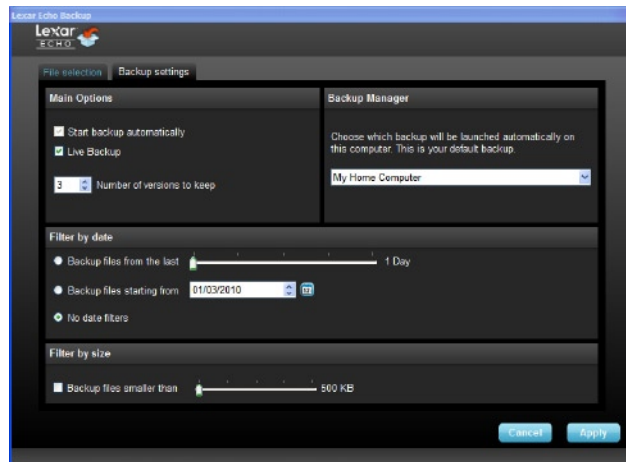 Lexar Echo Backup
Lexar
ECHO
File selection
Backup settings
Main Options
Start backup automatically
Live Backup
3
Number of versions to keep
Backup Manager
Choose which backup will be launched automatically on
this computer. This is your default backup.
My Home Computer
Filter by date
Backup files from the last
1 Day
Backup files starting from
01/03/2010
No date filters
Filter by size
Backup files smaller than
500 KB
Cancel
Apply